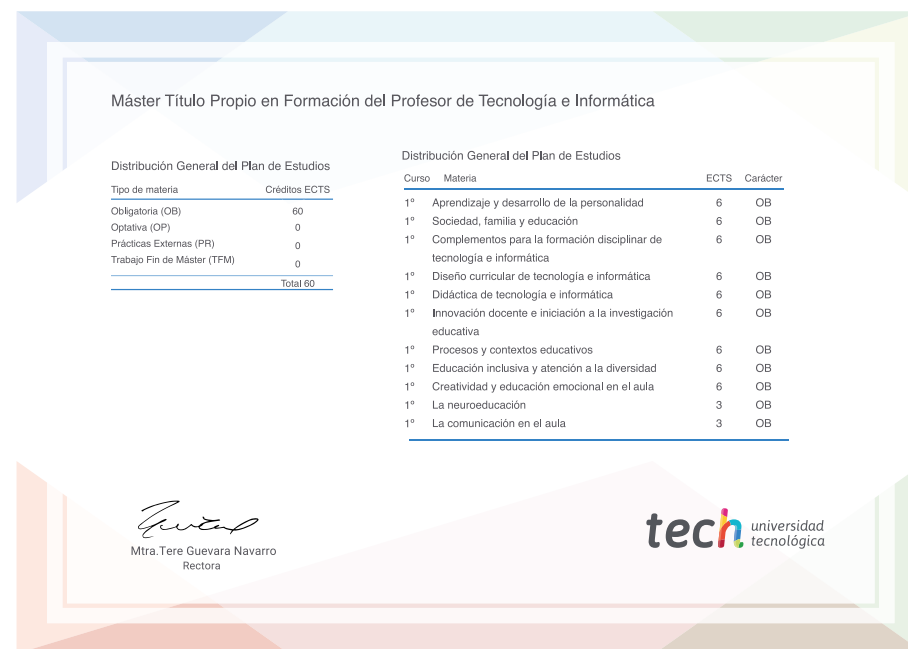 Máster Título Propio en Formación del Profesor de Tecnología e Informática
Distribución General del Plan de Estudios
Tipo de materia Créditos ECTS
Obligatoria (OB) 60
Optativa (OP) 0
Prácticas Externas (PR) 0
Trabajo Fin de Máster (TFM) 0
Total 60
Distribución General del Plan de Estudios
Curso Materia ECTS Carácter
1º Aprendizaje y desarrollo de la personalidad 6 OB
1º Sociedad, familia y educación 6 OB
1º Complementos para la formación disciplinar de 6 OB
tecnología e informática
1º Diseño curricular de tecnología e informática 6 OB
1º Didáctica de tecnología e informática 6 OB
1º Innovación docente e iniciación a la investigación 6 OB
educativa
1º Procesos y contextos educativos 6 OB
1º Educación inclusiva y atención a la diversidad 6 OB
1º Creatividad y educación emocional en el aula 6 OB
1º La neuroeducación 3 OB
1º La comunicación en el aula 3 OB
Mtra.Tere Guevara Navarro
Rectora
tech universidad
tecnológica